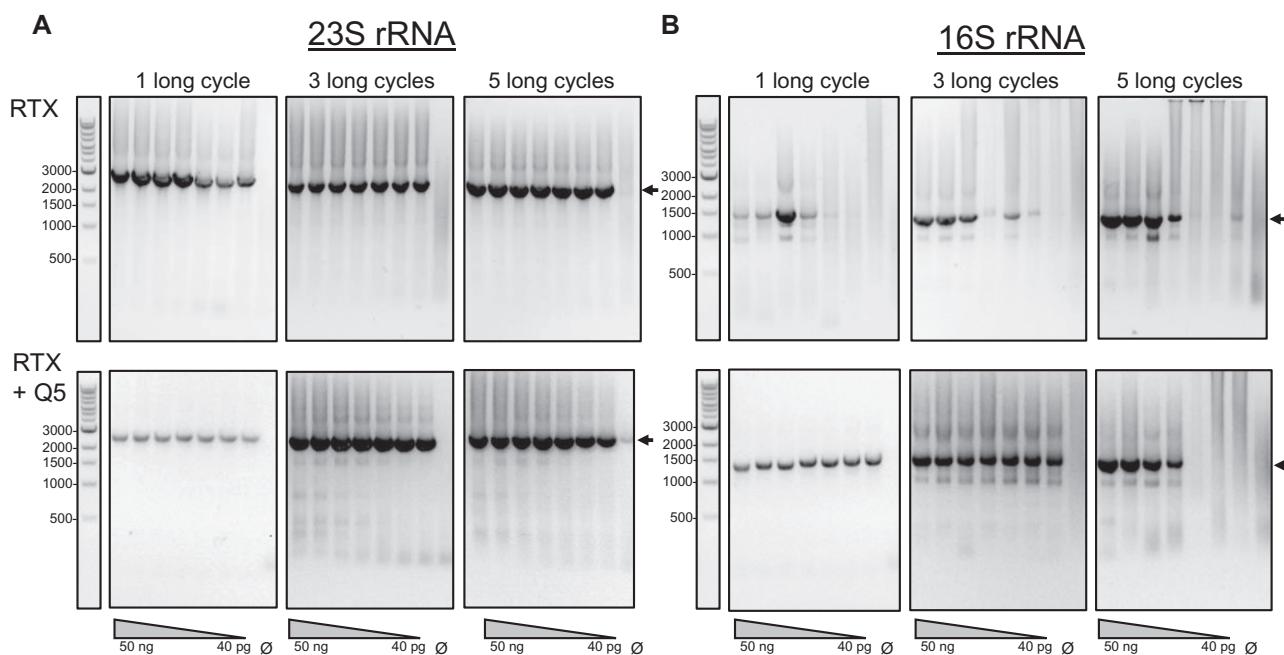 A
23S rRNA
1 long cycle
3 long cycles
5 long cycles
RTX
3000
2000
1500
1000
500
RTX
+ Q5
3000
2000
1500
1000
500
50 ng
40 pg
Ø
50 ng
40 pg
Ø
50 ng
40 pg
Ø
B
16S rRNA
1 long cycle
3 long cycles
5 long cycles
3000
2000
1500
1000
500
3000
2000
1500
1000
500
50 ng
40 pg
Ø
50 ng
40 pg
Ø
50 ng
40 pg
Ø